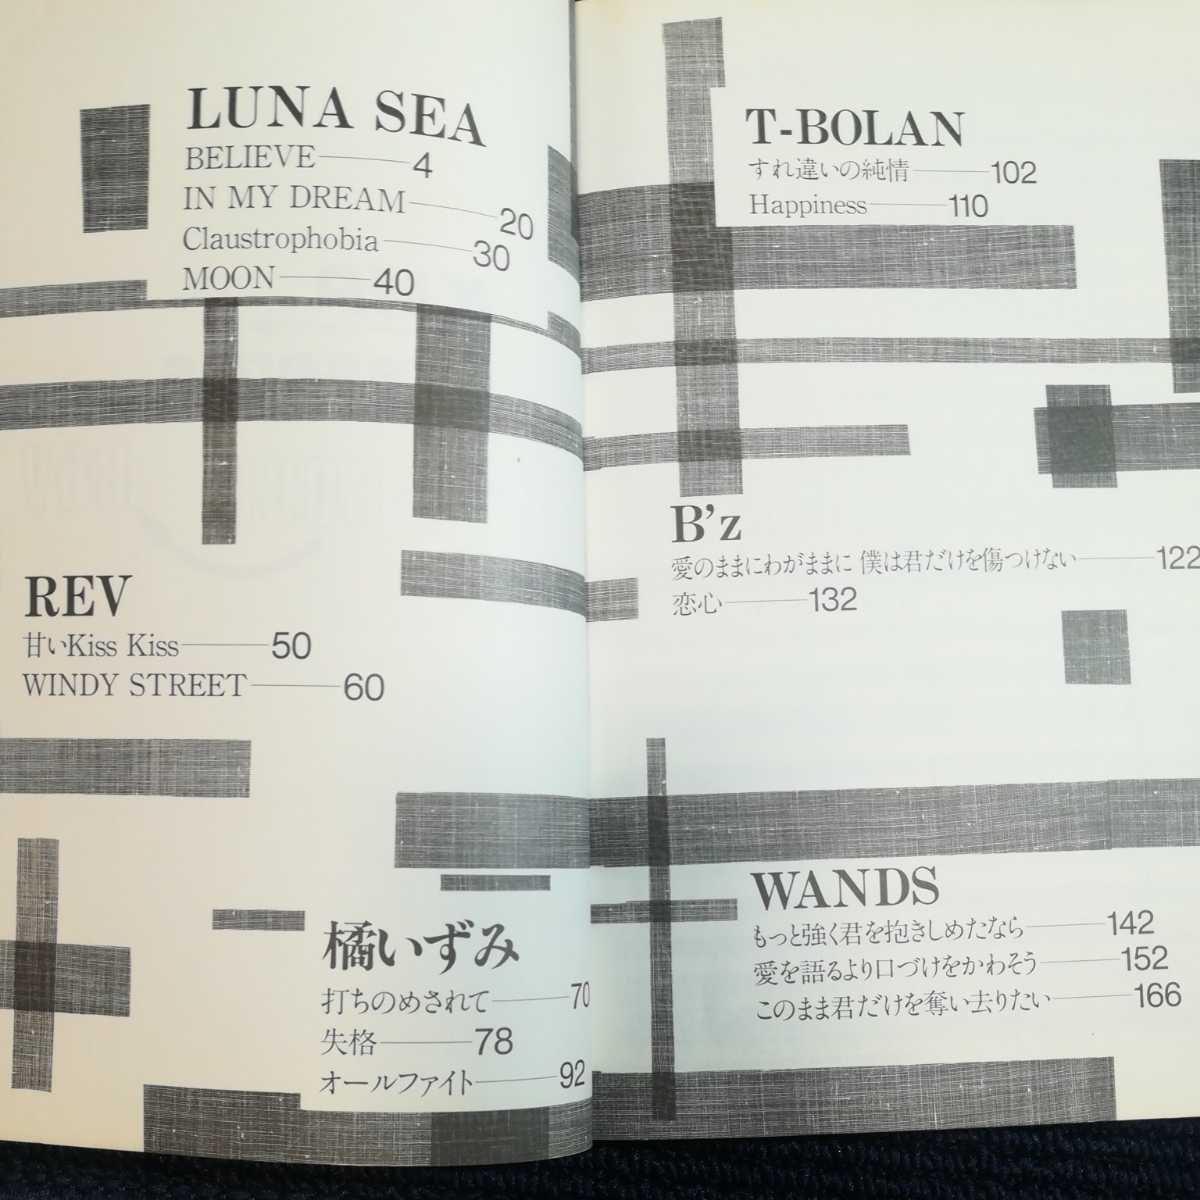 LUNA SEA
BELIEVE 4
IN MY DREAM 20
Claustrophobia 30
MOON 40
REV
甘いKiss Kiss 50
WINDY STREET 60
橘いずみ
打ちのめされて 70
失格 78
オールファイト 92
T-BOLAN
すれ違いの純情 102
Happiness 110
B'z
愛のままにわがままに 僕は君だけを傷つけない 122
恋心 132
WANDS
もっと強く君を抱きしめたなら 142
愛を語るより口づけをかわそう 152
このまま君だけを奪い去りたい 166